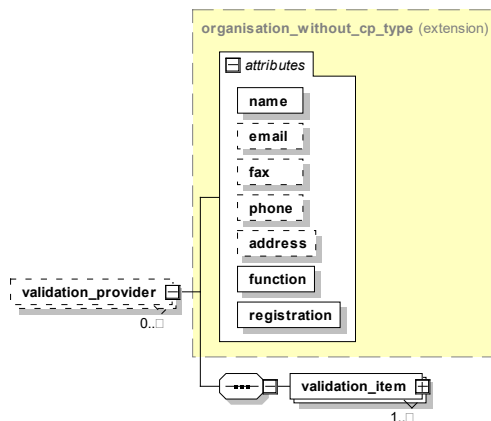 organisation_without_cp_type (extension)
attributes
name
email
fax
phone
address
function
registration
validation_provider
0..□
validation_item
1..□